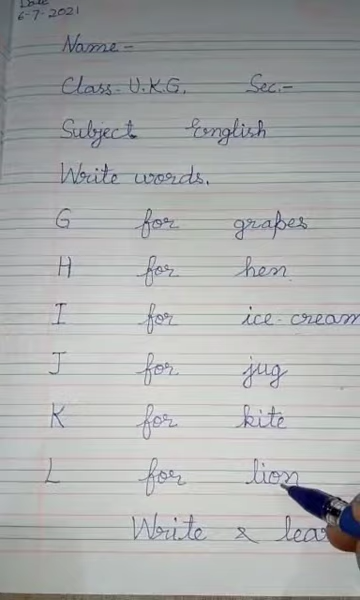 Date
6-7-2021
Name-
Class- U.K.G. Sec.-
Subject English
Write words.
G for grapes
H for hen
I for ice-cream
J for jug
K for kite
L for lion
Write &